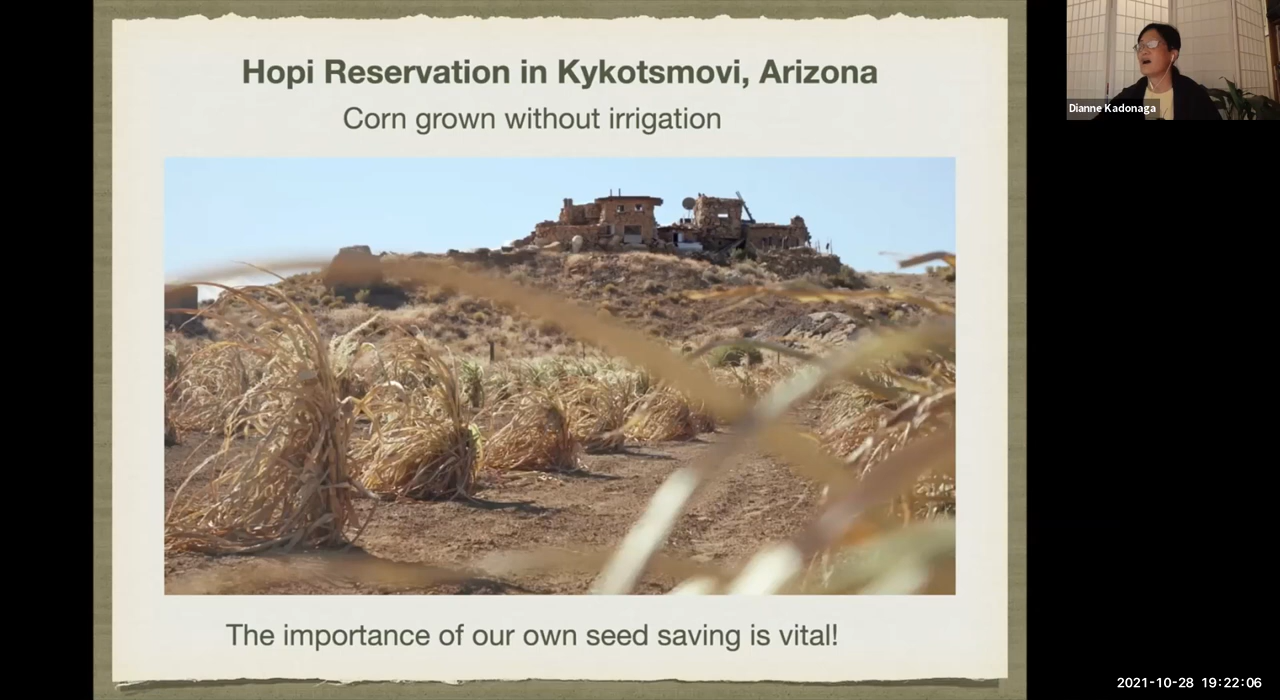 Hopi Reservation in Kykotsmovi, Arizona
Corn grown without irrigation
The importance of our own seed saving is vital!
Dianne Kadonaga
2021-10-28 19:22:06